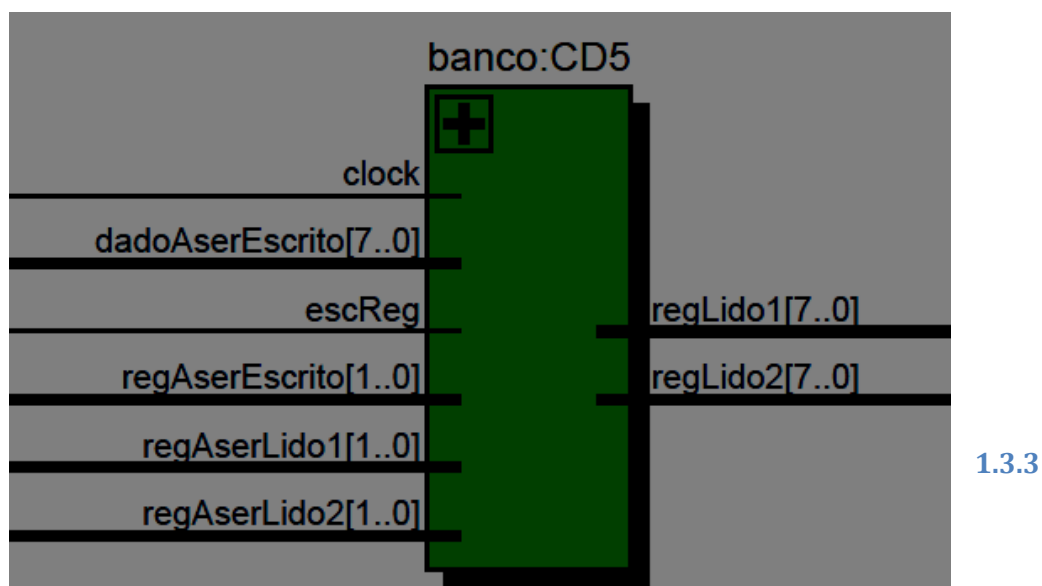 banco:CD5
clock
dadoAserEscrito[7..0]
escReg
regLido1[7..0]
regAserEscrito[1..0]
regLido2[7..0]
regAserLido1[1..0]
1.3.3
regAserLido2[1..0]